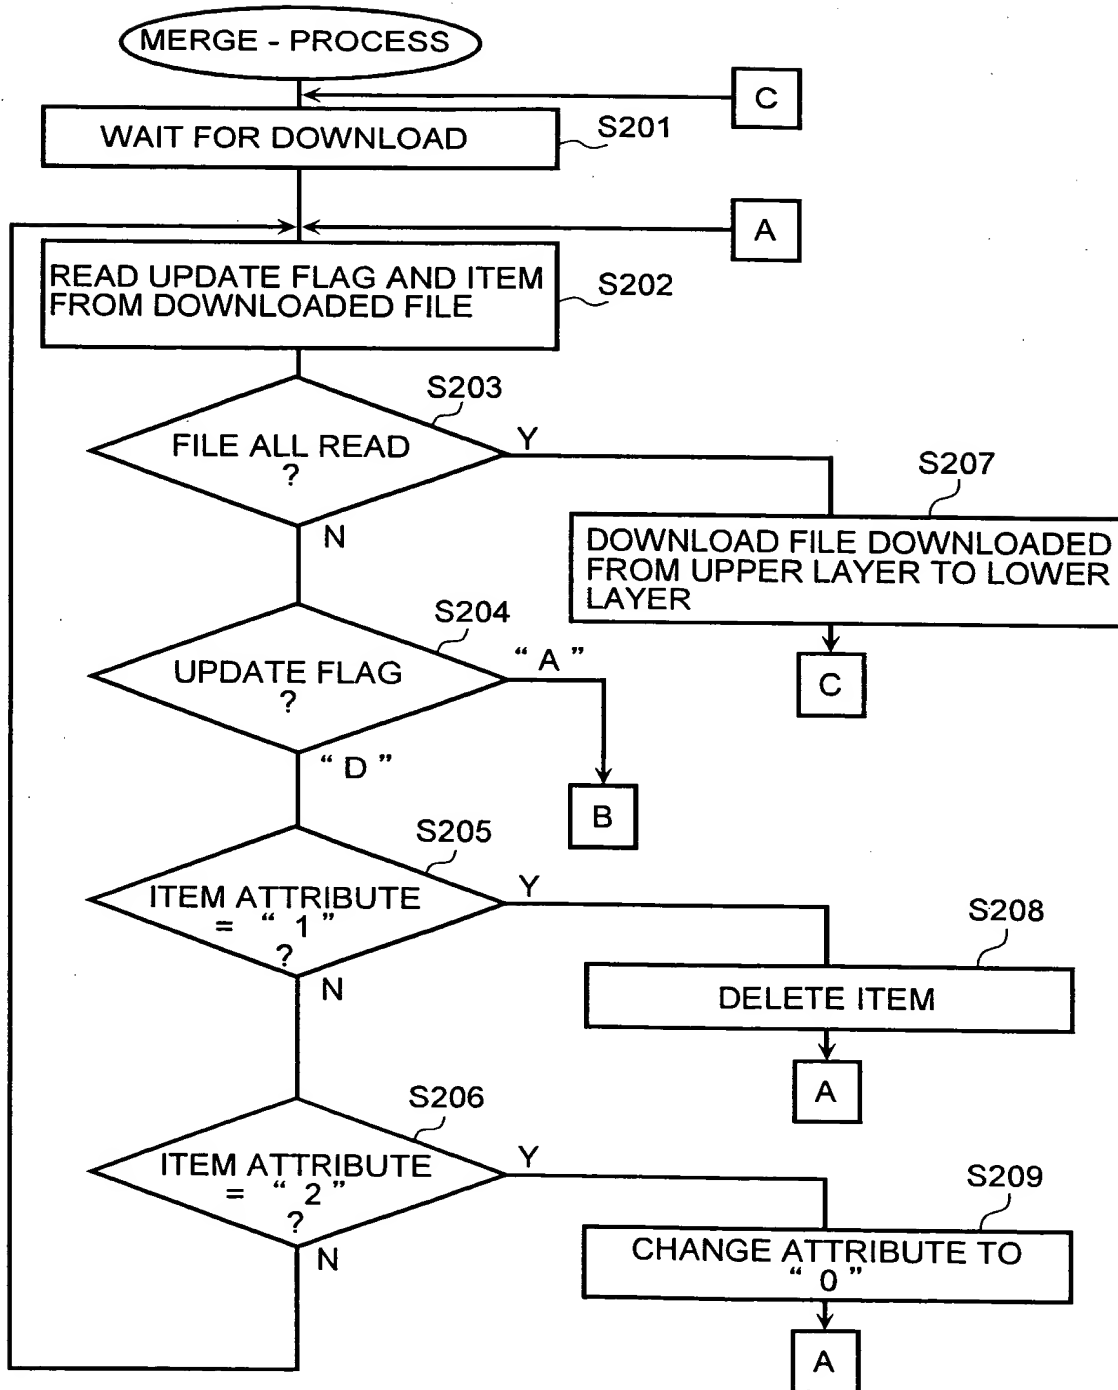 MERGE - PROCESS
C
WAIT FOR DOWNLOAD
S201
A
READ UPDATE FLAG AND ITEM
FROM DOWNLOADED FILE
S202
S203
FILE ALL READ
?
Y
N
S207
DOWNLOAD FILE DOWNLOADED
FROM UPPER LAYER TO LOWER
LAYER
C
S204
UPDATE FLAG
?
“ A ”
“ D ”
B
S205
ITEM ATTRIBUTE
= “ 1 ”
?
Y
N
S208
DELETE ITEM
A
S206
ITEM ATTRIBUTE
= “ 2 ”
?
Y
N
S209
CHANGE ATTRIBUTE TO
“ 0 ”
A